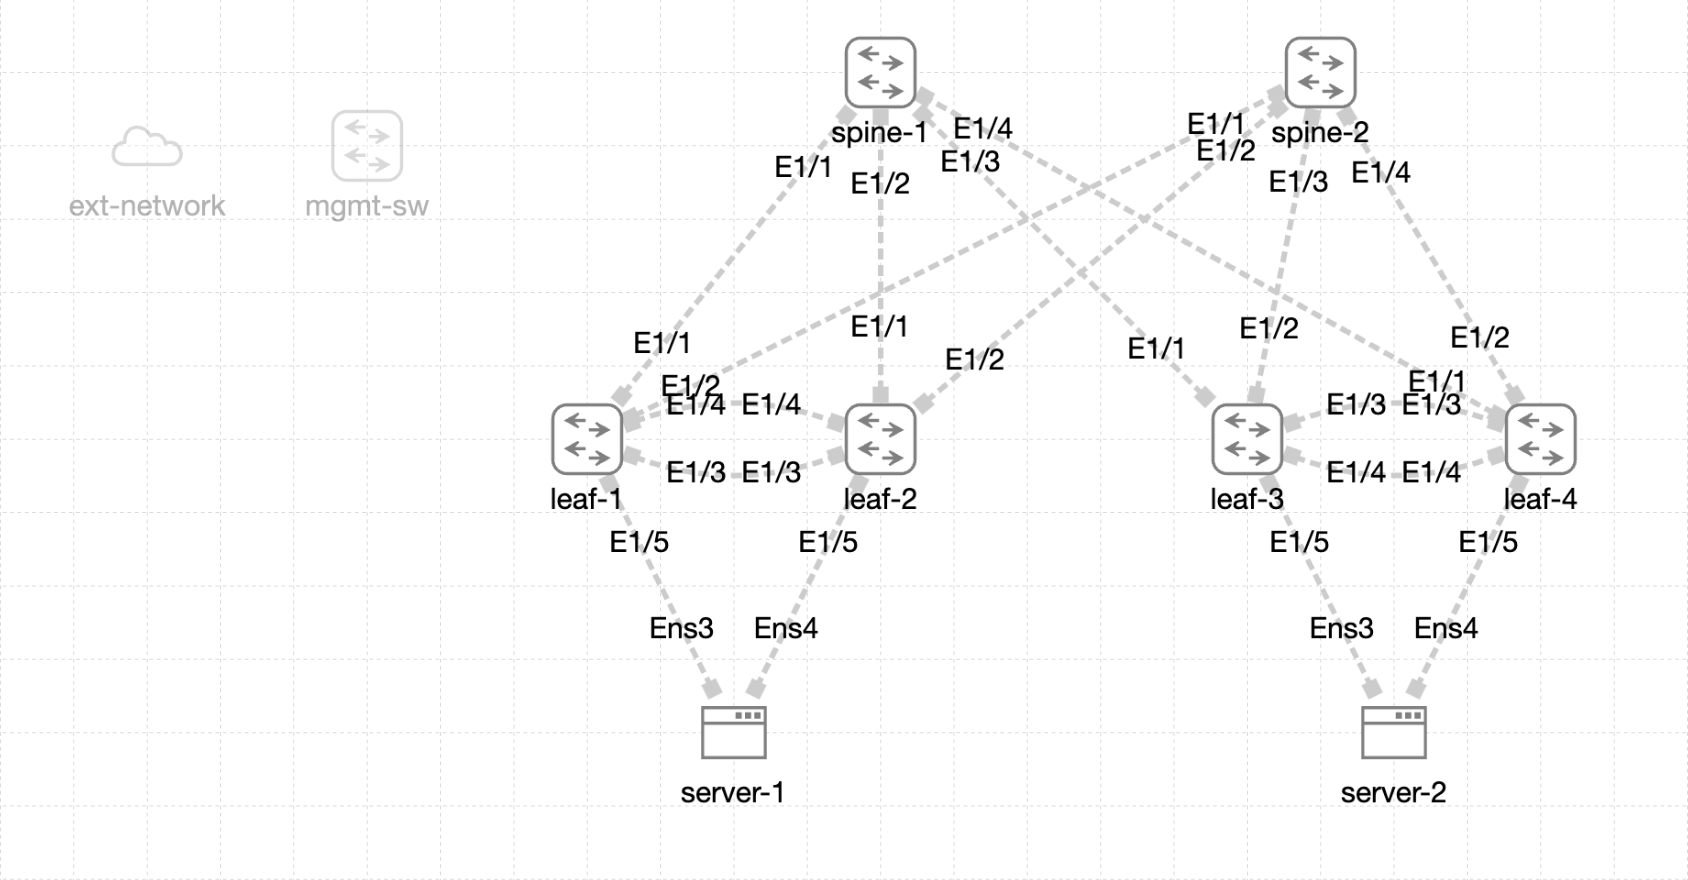 spine-1
spine-2
E1/4
E1/1
E1/3
E1/2
E1/1
E1/2
E1/3
E1/4
ext-network
mgmt-sw
E1/1
E1/1
E1/2
E1/1
E1/2
E1/2
E1/2
E1/1
E1/4 E1/4
E1/3 E1/3
E1/3 E1/3
E1/4 E1/4
leaf-1
leaf-2
leaf-3
leaf-4
E1/5
E1/5
E1/5
E1/5
Ens3
Ens4
Ens3
Ens4
server-1
server-2